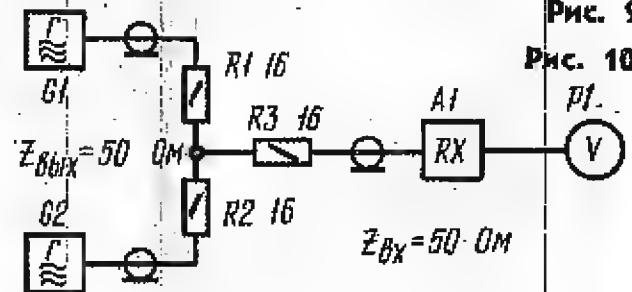 Рис. 9
Рис. 10
Г
G1
R1 16
R3 16
A1
P1
Zвых=50 Ом
RX
V
G2
R2 16
Zвх=50 Ом
Г